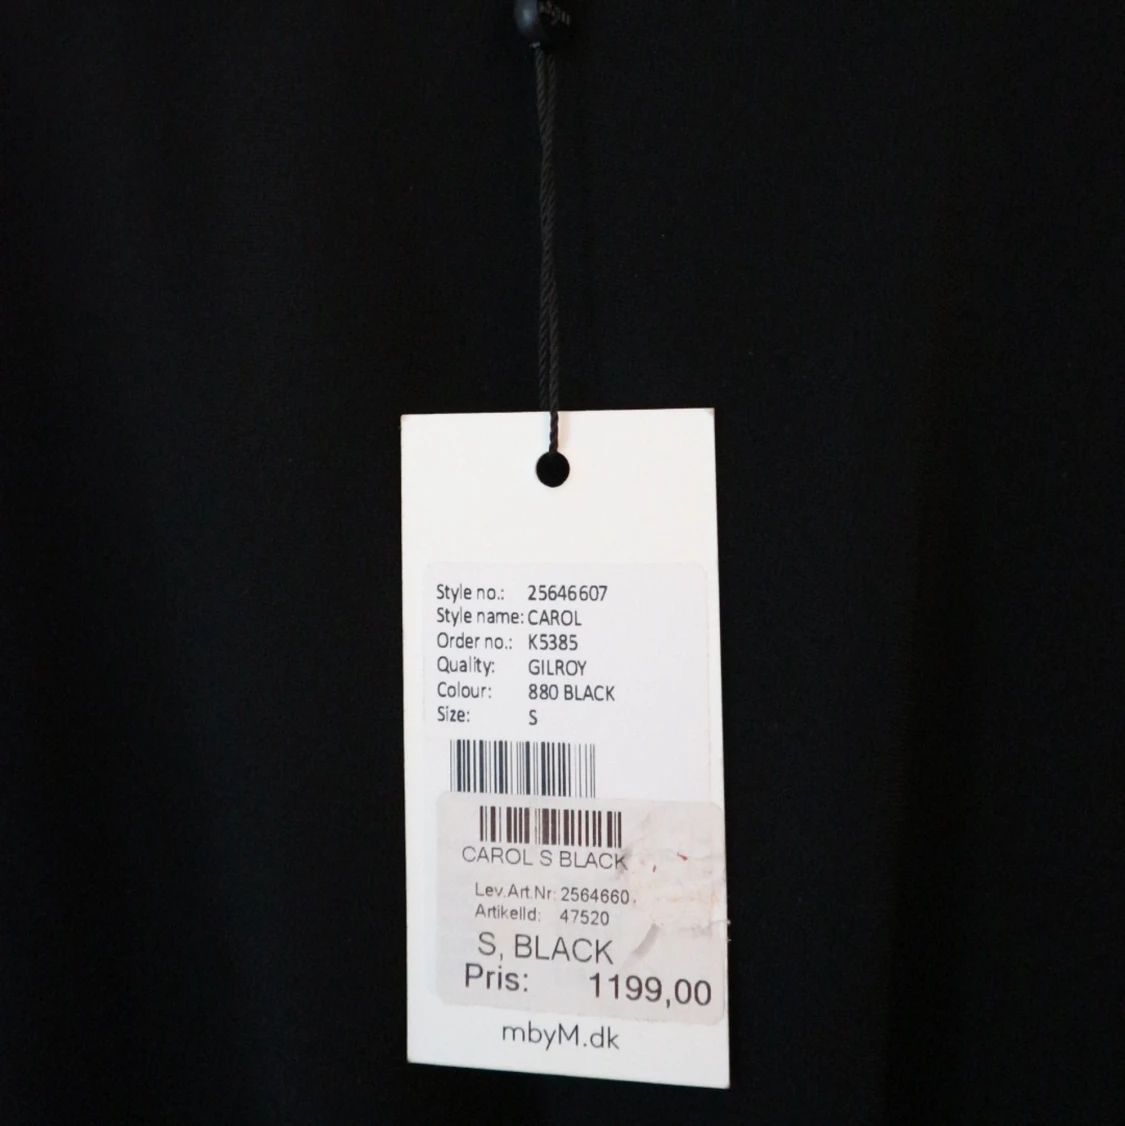 Style no.: 25646607
Style name: CAROL
Order no.: K5385
Quality: GILROY
Colour: 880 BLACK
Size: S
CAROL S BLACK
Lev.Art.Nr: 2564660
ArtikelId: 47520
S, BLACK
Pris: 1199,00
mbyM.dk